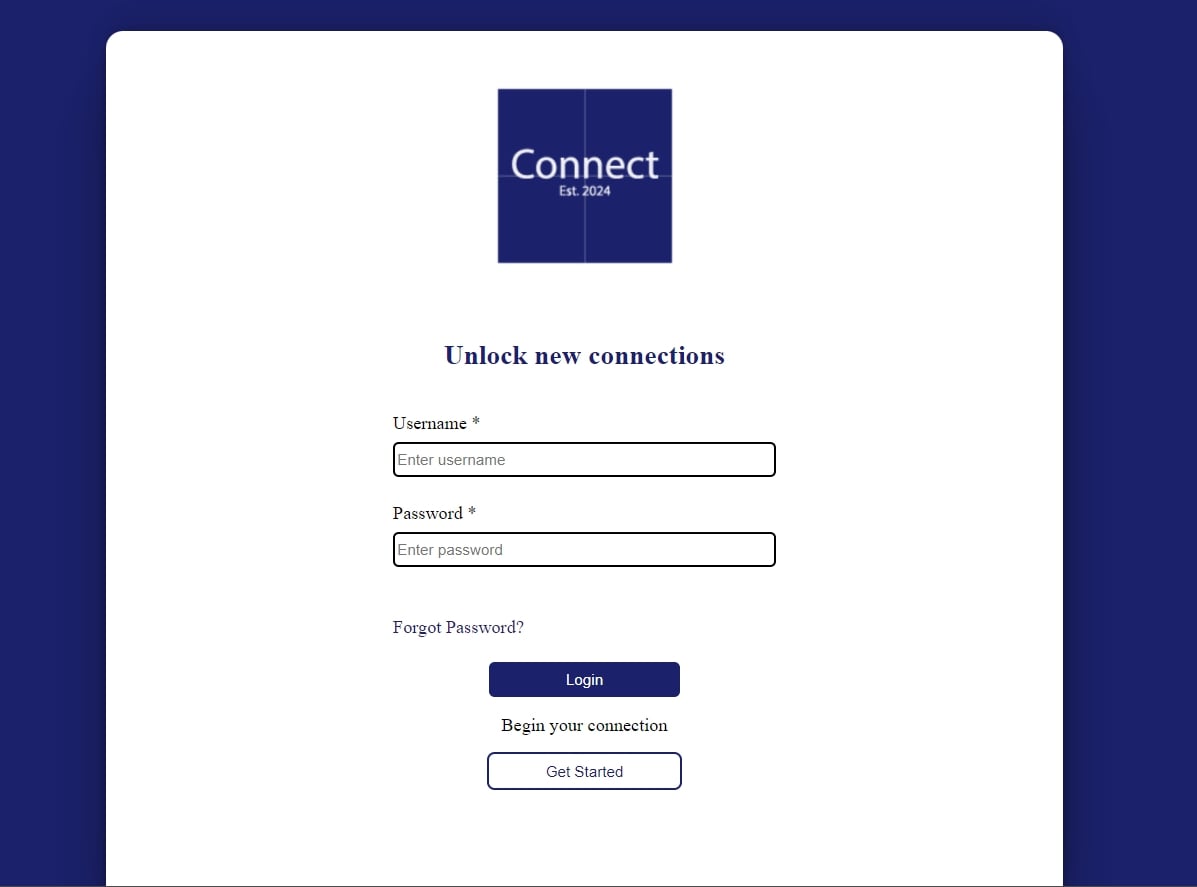 Connect
Est. 2024
Unlock new connections
Username *
Enter username
Password *
Enter password
Forgot Password?
Login
Begin your connection
Get Started